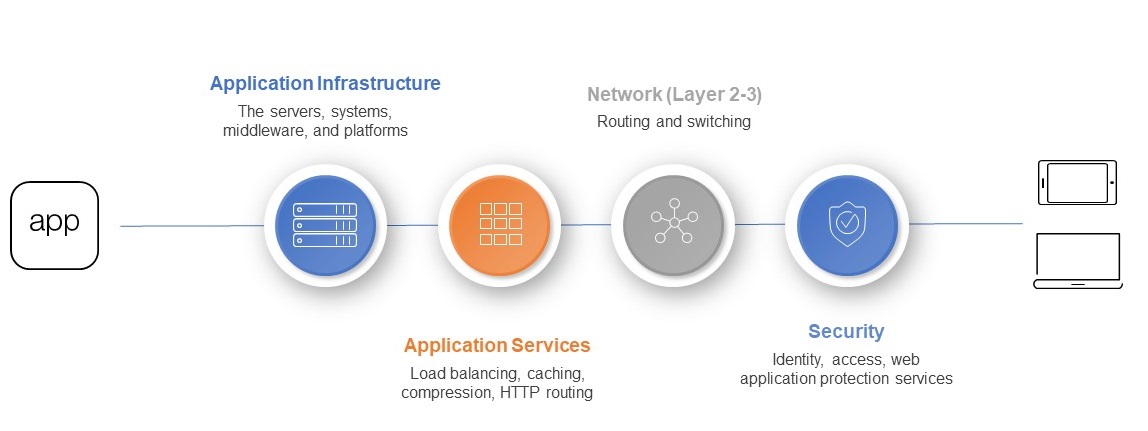 app
Application Infrastructure
The servers, systems,
middleware, and platforms
Application Services
Load balancing, caching,
compression, HTTP routing
Network (Layer 2-3)
Routing and switching
Security
Identity, access, web
application protection services